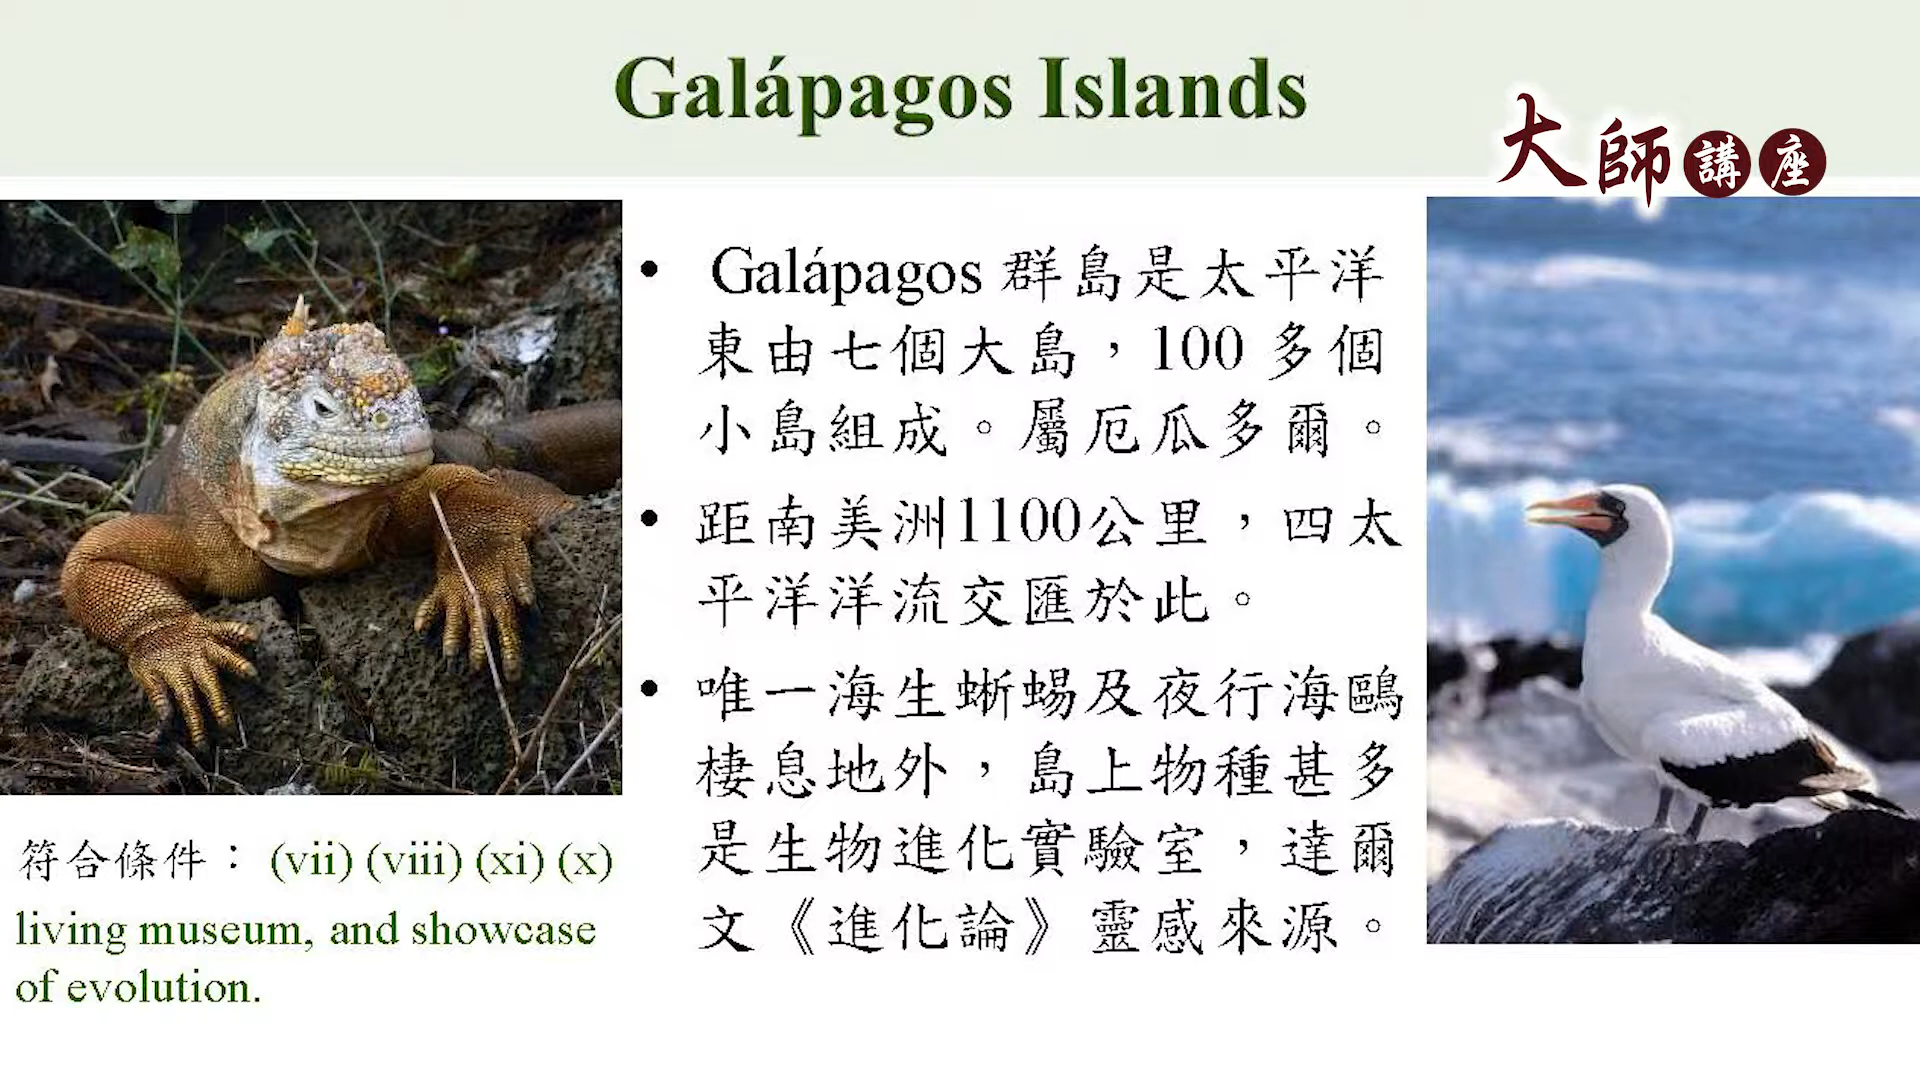 Galápagos Islands
大師講座
• Galápagos 群島是太平洋
東由七個大島，100 多個
小島組成。屬厄瓜多爾。
• 距南美洲1100公里，四太
平洋洋流交匯於此。
• 唯一海生蜥蜴及夜行海鷗
棲息地外，島上物種甚多
是生物進化實驗室，達爾
文《進化論》靈感來源。
符合條件： (vii) (viii) (xi) (x)
living museum, and showcase
of evolution.